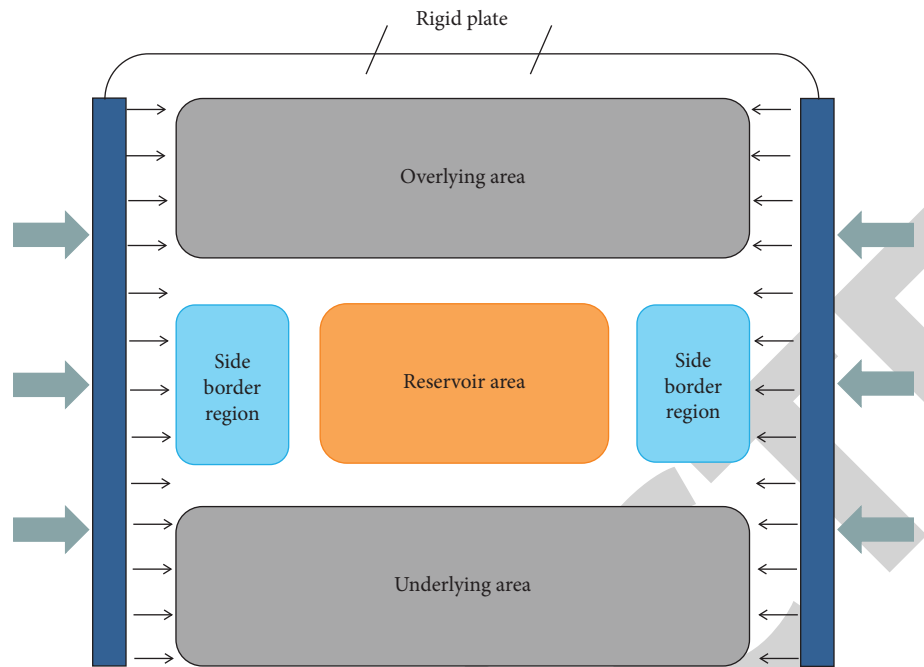 Rigid plate
Overlying area
Side
border
region
Reservoir area
Side
border
region
Underlying area